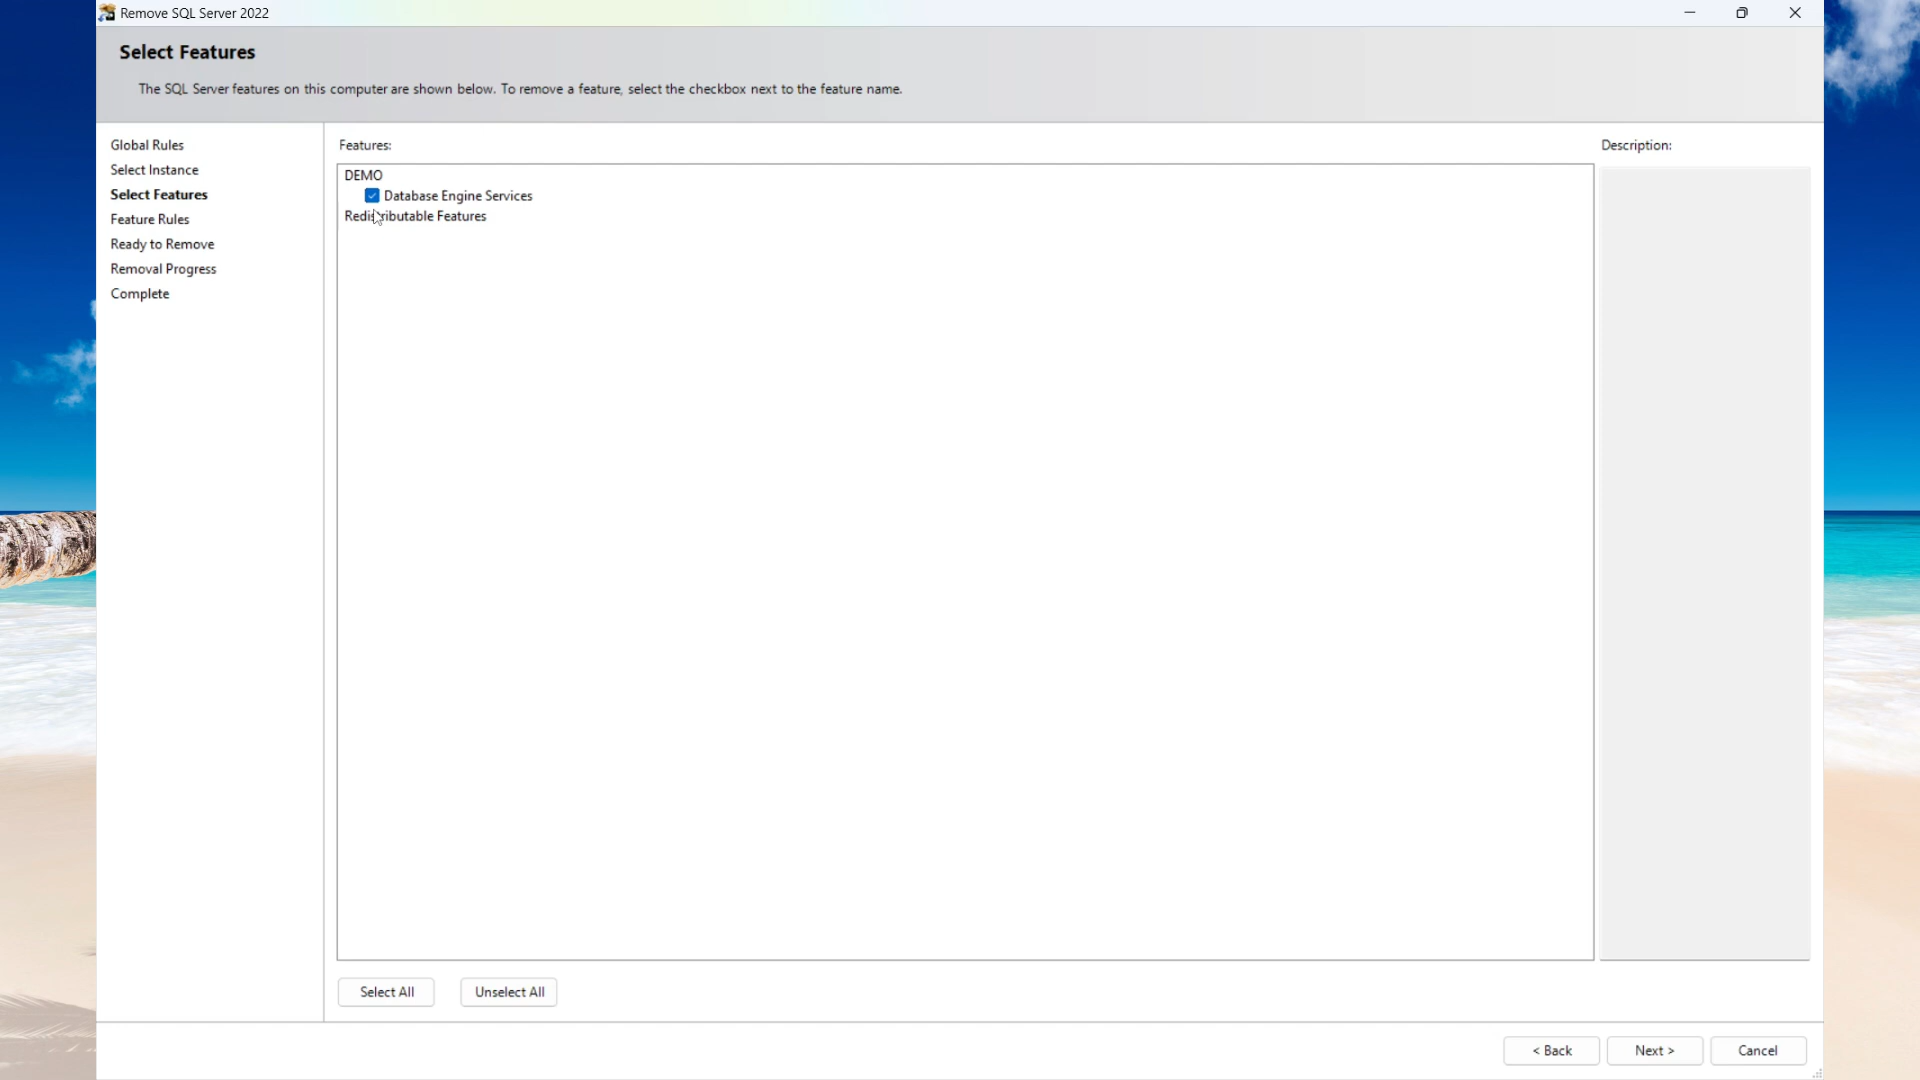 Remove SQL Server 2022
Select Features
The SQL Server features on this computer are shown below. To remove a feature, select the checkbox next to the feature name.
Global Rules
Select Instance
Select Features
Feature Rules
Ready to Remove
Removal Progress
Complete
Features:
DEMO
Database Engine Services
Redistributable Features
Description:
Select All
Unselect All
< Back
Next >
Cancel